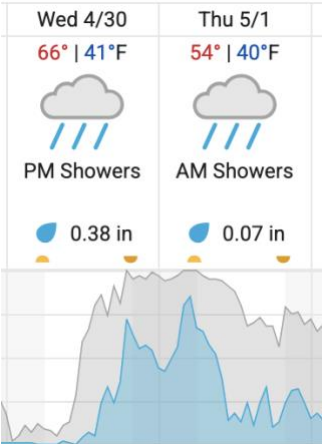 Wed 4/30
Thu 5/1
66° | 41°F
54° | 40°F
PM Showers
AM Showers
0.38 in
0.07 in